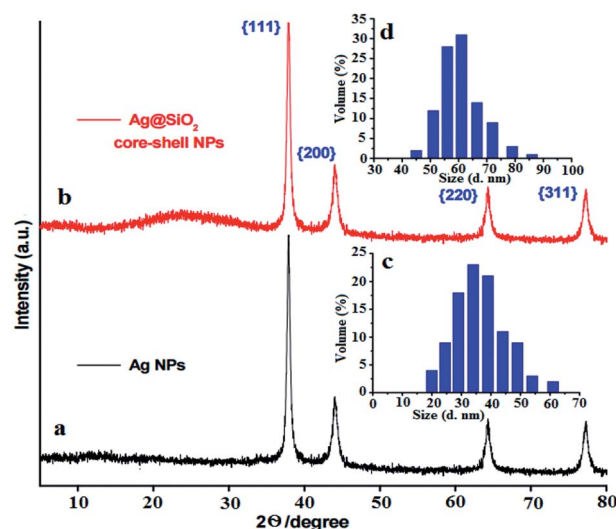 d
35
30
25
20
15
10
5
0
Volume (%)
30 40 50 60 70 80 90 100
Size (d. nm)
{111}
{200}
{220}
{311}
Ag@SiO₂
core-shell NPs
b
c
25
20
15
10
5
0
Volume (%)
0 10 20 30 40 50 60 70
Size (d. nm)
Ag NPs
a
Intensity (a.u.)
10 20 30 40 50 60 70 80
2Θ /degree